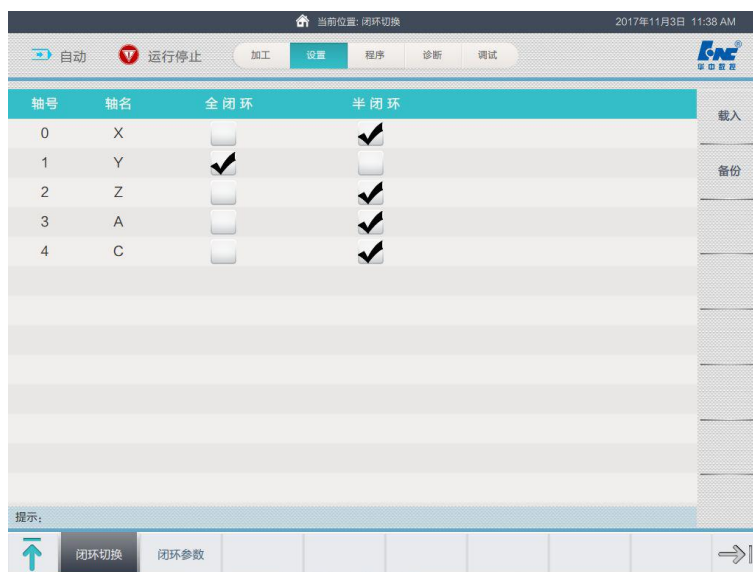 当前位置: 闭环切换 2017年11月3日 11:38 AM
自动 运行停止 加工 设置 程序 诊断 调试 华中数控
轴号 轴名 全闭环 半闭环 载入
0 X
1 Y 备份
2 Z
3 A
4 C
提示:
闭环切换 闭环参数